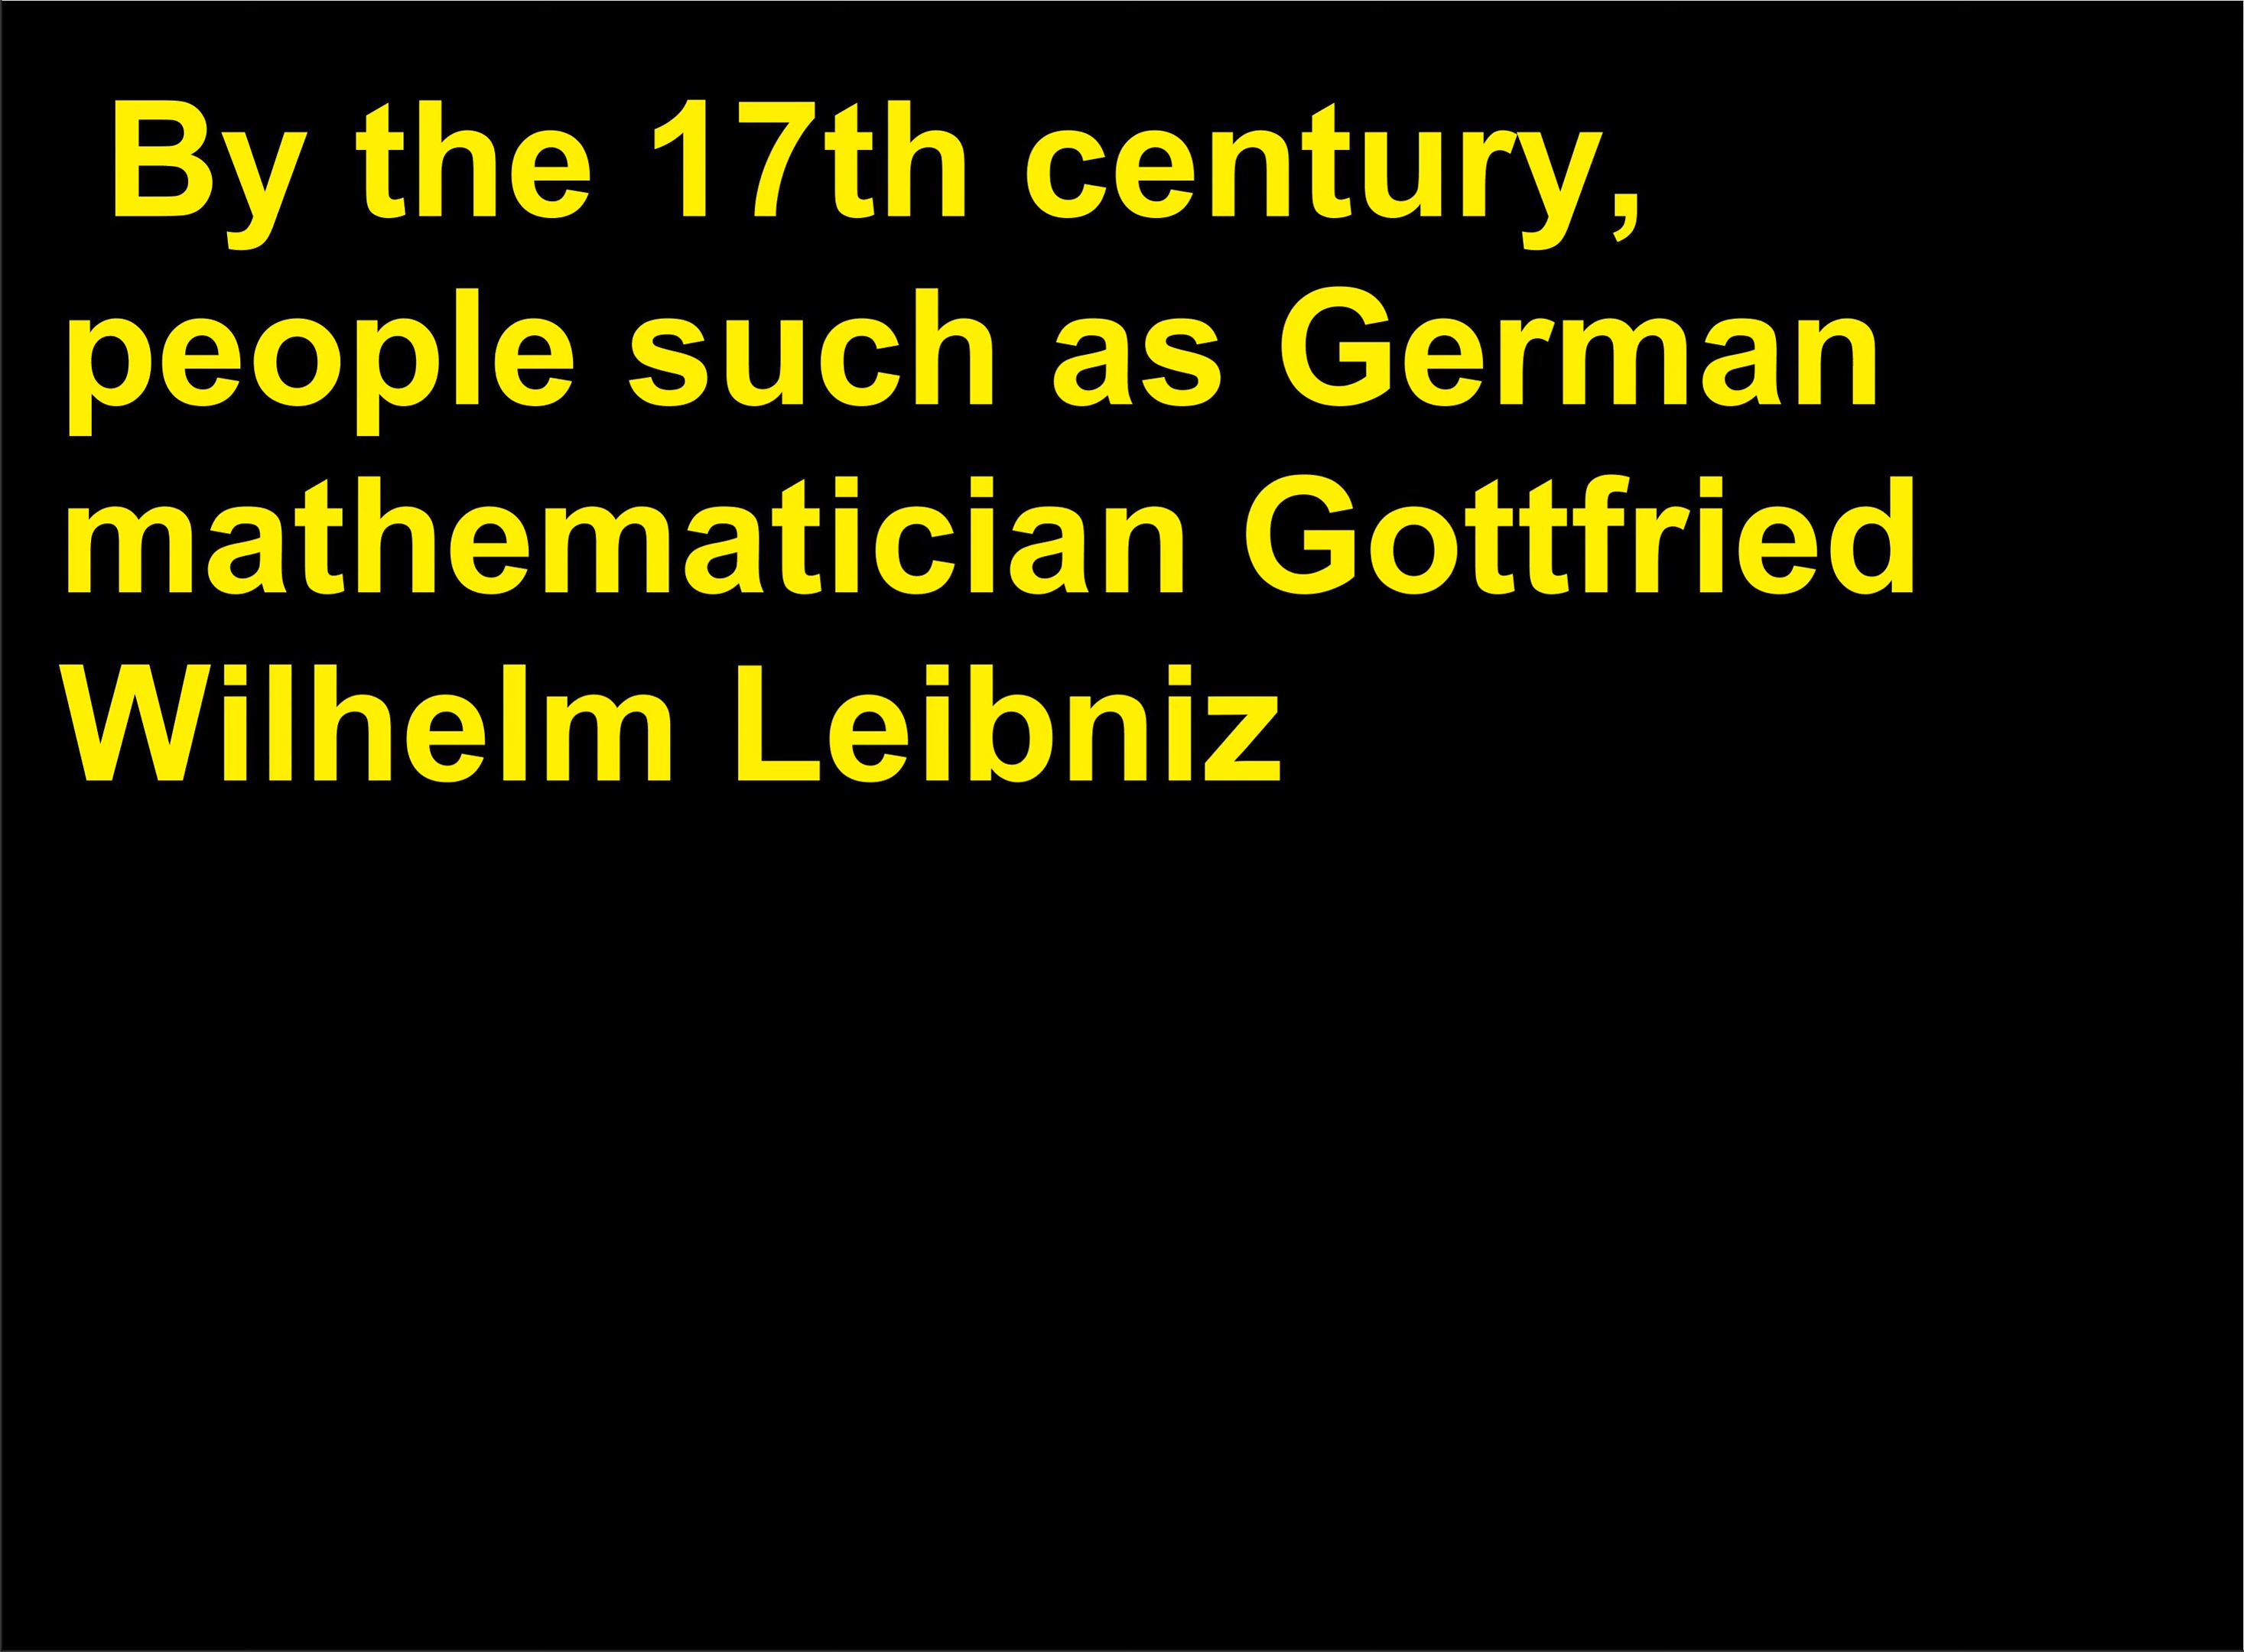 By the 17th century,
people such as German
mathematician Gottfried
Wilhelm Leibniz